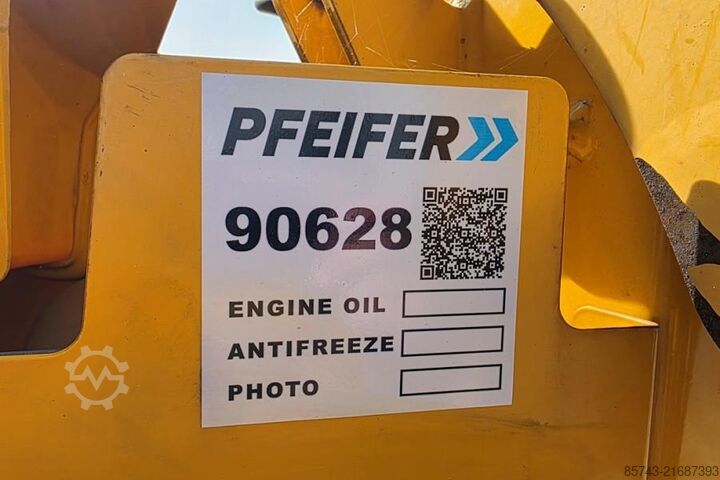 PFEIFER
90628
ENGINE OIL
ANTIFREEZE
PHOTO
85743-21687393